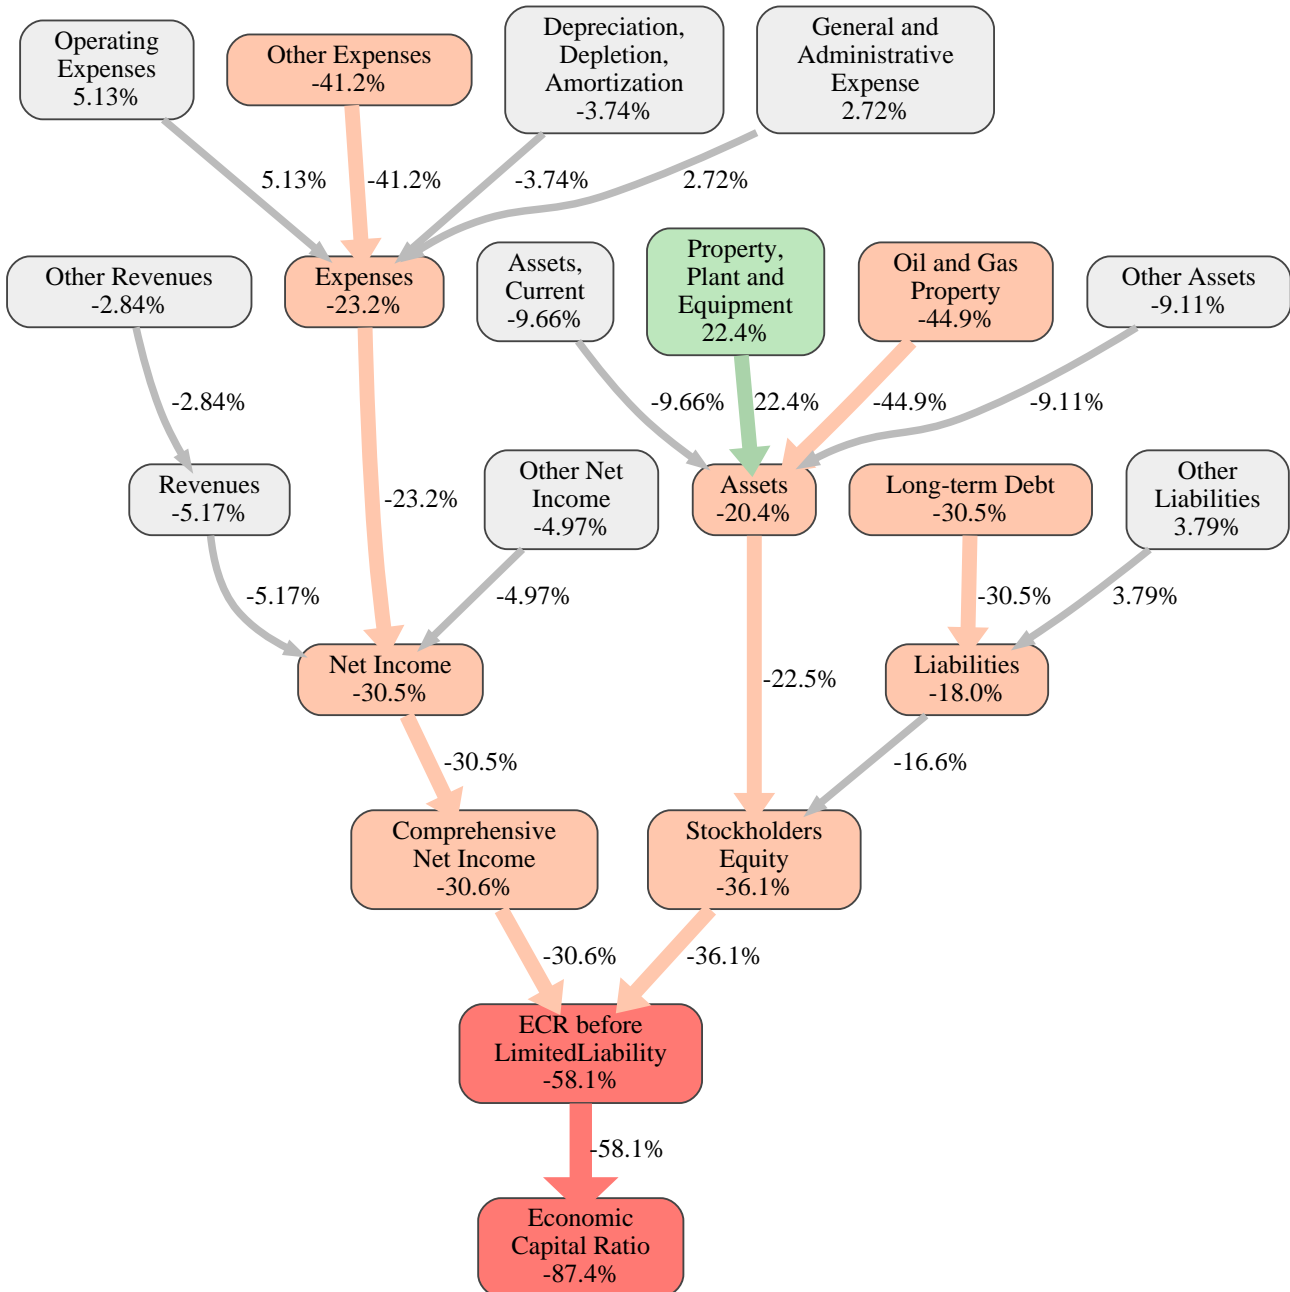 Operating
Expenses
5.13%
Other Expenses
-41.2%
Depreciation,
Depletion,
Amortization
-3.74%
General and
Administrative
Expense
2.72%
5.13%
-41.2%
-3.74%
2.72%
Other Revenues
-2.84%
Expenses
-23.2%
Assets,
Current
-9.66%
Property,
Plant and
Equipment
22.4%
Oil and Gas
Property
-44.9%
Other Assets
-9.11%
-2.84%
-9.66%
22.4%
-44.9%
-9.11%
Revenues
-5.17%
-23.2%
Other Net
Income
-4.97%
Assets
-20.4%
Long-term Debt
-30.5%
Other
Liabilities
3.79%
-5.17%
-4.97%
-30.5%
3.79%
Net Income
-30.5%
-22.5%
Liabilities
-18.0%
-30.5%
-16.6%
Comprehensive
Net Income
-30.6%
Stockholders
Equity
-36.1%
-30.6%
-36.1%
ECR before
LimitedLiability
-58.1%
-58.1%
Economic
Capital Ratio
-87.4%